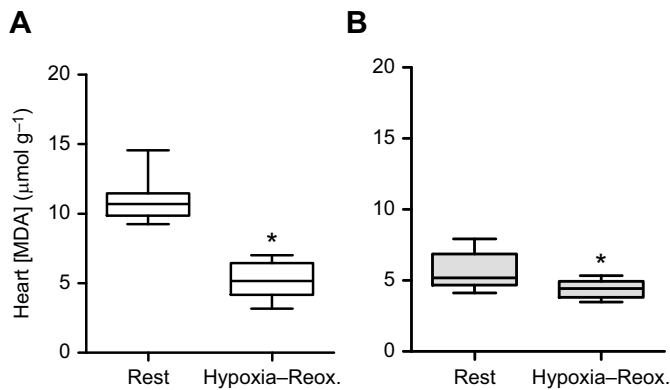 A
B
Heart [MDA] (μmol g⁻¹)
20
15
10
5
0
*
Rest
Hypoxia–Reox.
20
15
10
5
0
*
Rest
Hypoxia–Reox.